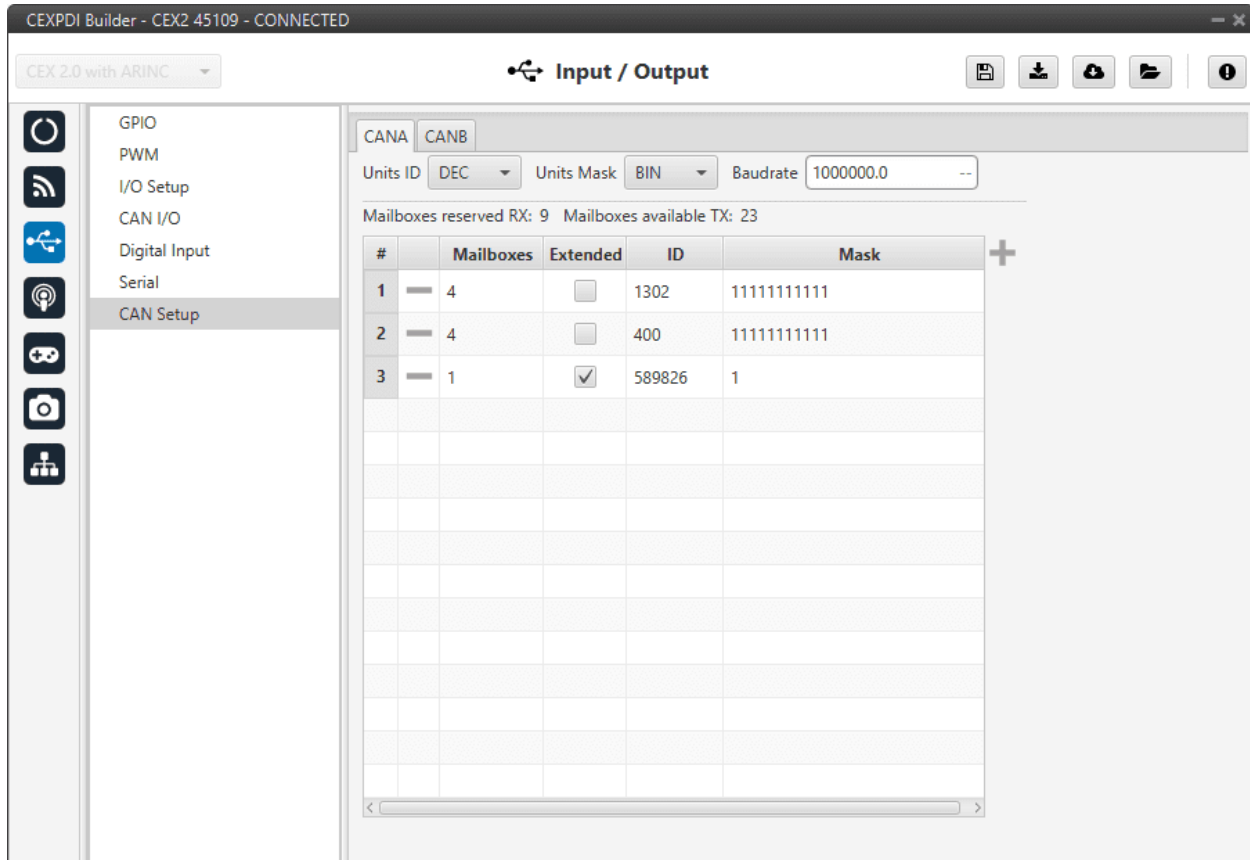 CEXPDI Builder - CEX2 45109 - CONNECTED
CEX 2.0 with ARINC
Input / Output
GPIO
PWM
I/O Setup
CAN I/O
Digital Input
Serial
CAN Setup
CANA CANB
Units ID DEC Units Mask BIN Baudrate 1000000.0 --
Mailboxes reserved RX: 9 Mailboxes available TX: 23
# Mailboxes Extended ID Mask
1 4 1302 11111111111
2 4 400 11111111111
3 1 589826 1